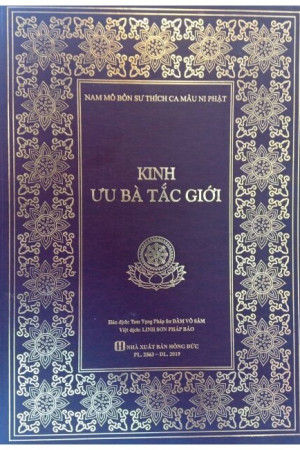 NAM MÔ BỔN SƯ THÍCH CA MÂU NI PHẬT
KINH
ƯU BÀ TẮC GIỚI
Hán dịch: Tam Tạng Pháp Sư ĐÀM VÔ SẤM
Việt dịch: LINH SƠN PHÁP BẢO
NHÀ XUẤT BẢN HỒNG ĐỨC
PL. 2563 - DL. 2019